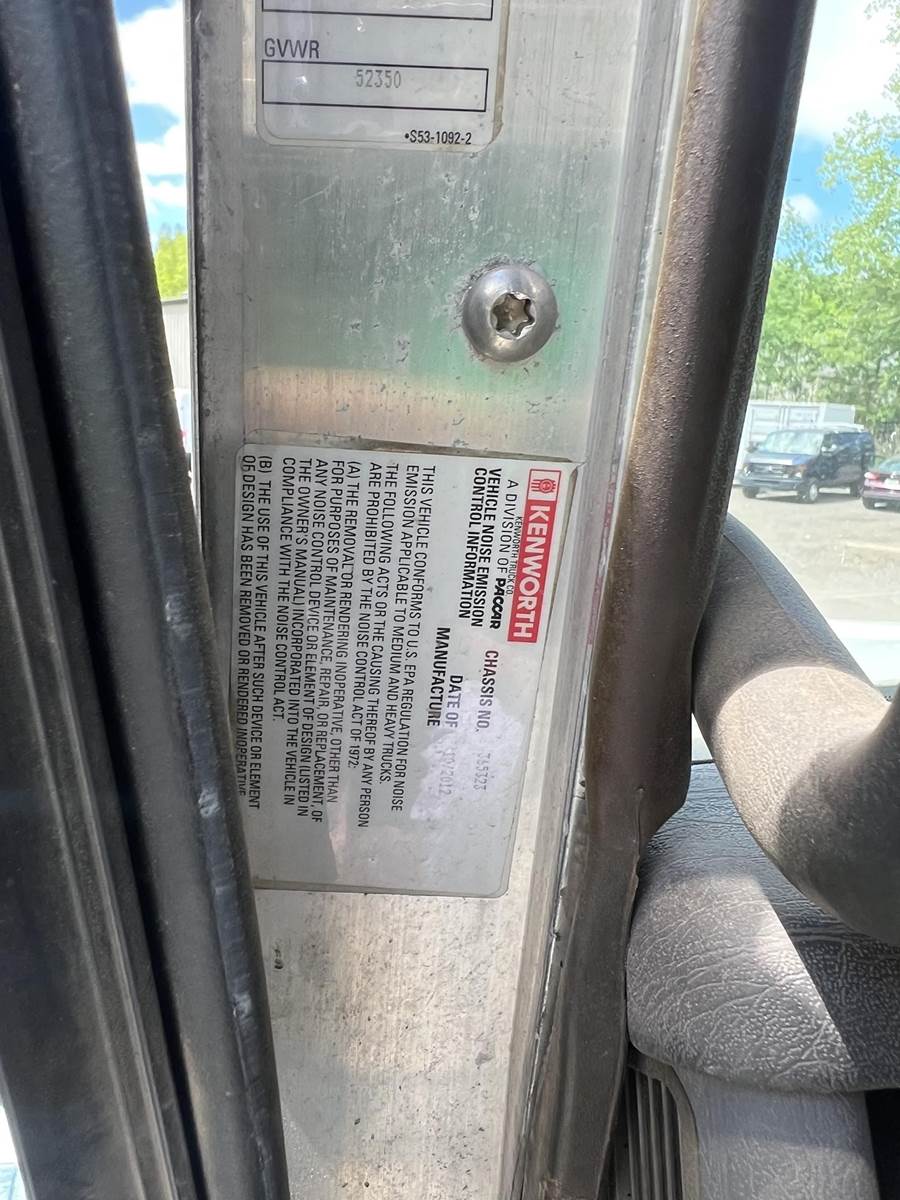 GVWR
52350
•S53-1092-2
KENWORTH
KENWORTH TRUCK CO.
A DIVISION OF PACCAR
VEHICLE NOISE EMISSION
CONTROL INFORMATION
CHASSIS NO. 365323
DATE OF
MANUFACTURE
10/2012
THIS VEHICLE CONFORMS TO U.S. EPA REGULATION FOR NOISE
EMISSION APPLICABLE TO MEDIUM AND HEAVY TRUCKS.
THE FOLLOWING ACTS OR THE CAUSING THEREOF BY ANY PERSON
ARE PROHIBITED BY THE NOISE CONTROL ACT OF 1972:
(A) THE REMOVAL OR RENDERING INOPERATIVE, OTHER THAN
FOR PURPOSES OF MAINTENANCE, REPAIR, OR REPLACEMENT, OF
ANY NOISE CONTROL DEVICE OR ELEMENT OF DESIGN (LISTED IN
THE OWNER'S MANUAL) INCORPORATED INTO THE VEHICLE IN
COMPLIANCE WITH THE NOISE CONTROL ACT.
(B) THE USE OF THIS VEHICLE AFTER SUCH DEVICE OR ELEMENT
OF DESIGN HAS BEEN REMOVED OR RENDERED INOPERATIVE